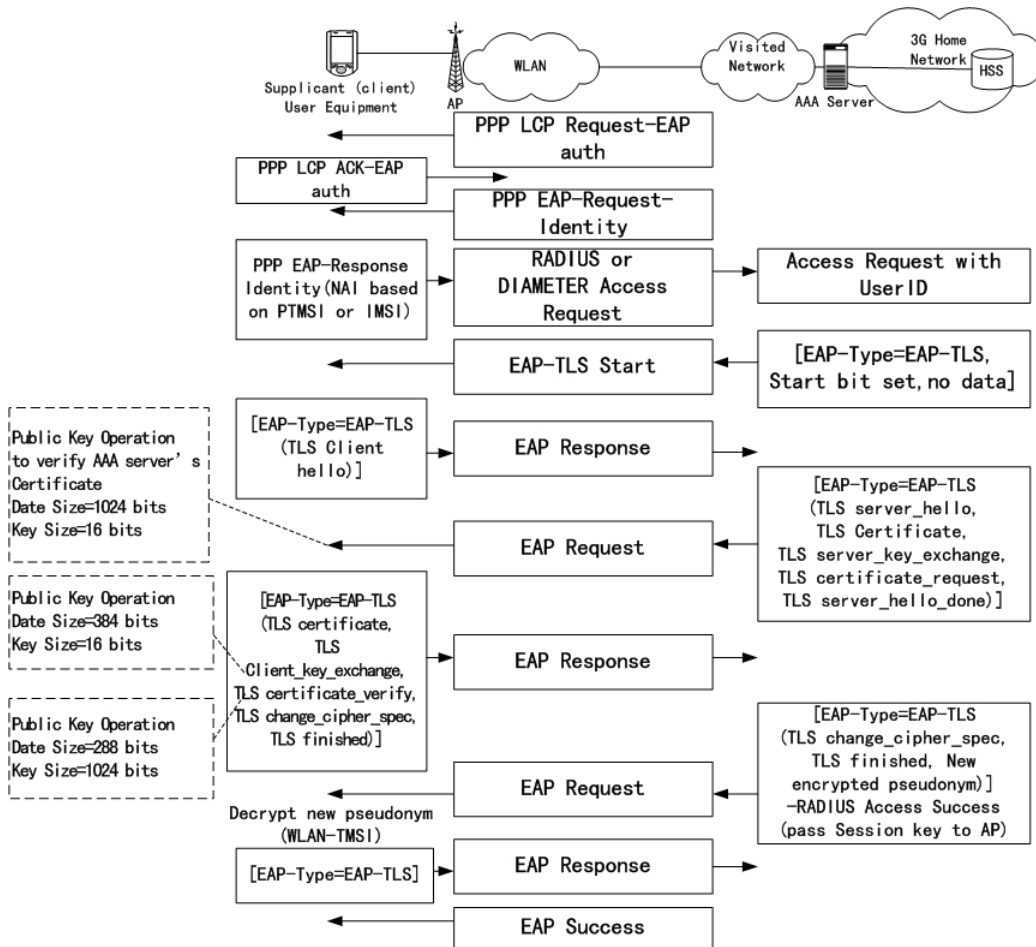 Visited
Network
3G Home
Network
WLAN
HSS
Supplicant (client)
User Equipment
AP
AAA Server
PPP LCP Request-EAP
auth
PPP LCP ACK-EAP
auth
PPP EAP-Request-
Identity
PPP EAP-Response
Identity(NAI based
on PTMSI or IMSI)
RADIUS or
DIAMETER Access
Request
Access Request with
UserID
EAP-TLS Start
[EAP-Type=EAP-TLS,
Start bit set,no data]
Public Key Operation
to verify AAA server's
Certificate
Date Size=1024 bits
Key Size=16 bits
[EAP-Type=EAP-TLS
(TLS Client
hello)]
EAP Response
EAP Request
[EAP-Type=EAP-TLS
(TLS server_hello,
TLS Certificate,
TLS server_key_exchange,
TLS certificate_request,
TLS server_hello_done)]
Public Key Operation
Date Size=384 bits
Key Size=16 bits
[EAP-Type=EAP-TLS
(TLS certificate,
TLS
Client_key_exchange,
TLS certificate_verify,
TLS change_cipher_spec,
TLS finished)]
EAP Response
Public Key Operation
Date Size=288 bits
Key Size=1024 bits
[EAP-Type=EAP-TLS
(TLS change_cipher_spec,
TLS finished, New
encrypted pseudonym)]
-RADIUS Access Success
(pass Session key to AP)
EAP Request
Decrypt new pseudonym
(WLAN-TMSI)
[EAP-Type=EAP-TLS]
EAP Response
EAP Success